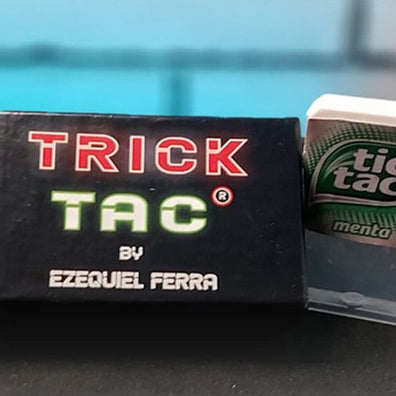 TRICK
TAC®
BY
EZEQUIEL FERRA
tic
tac
menta